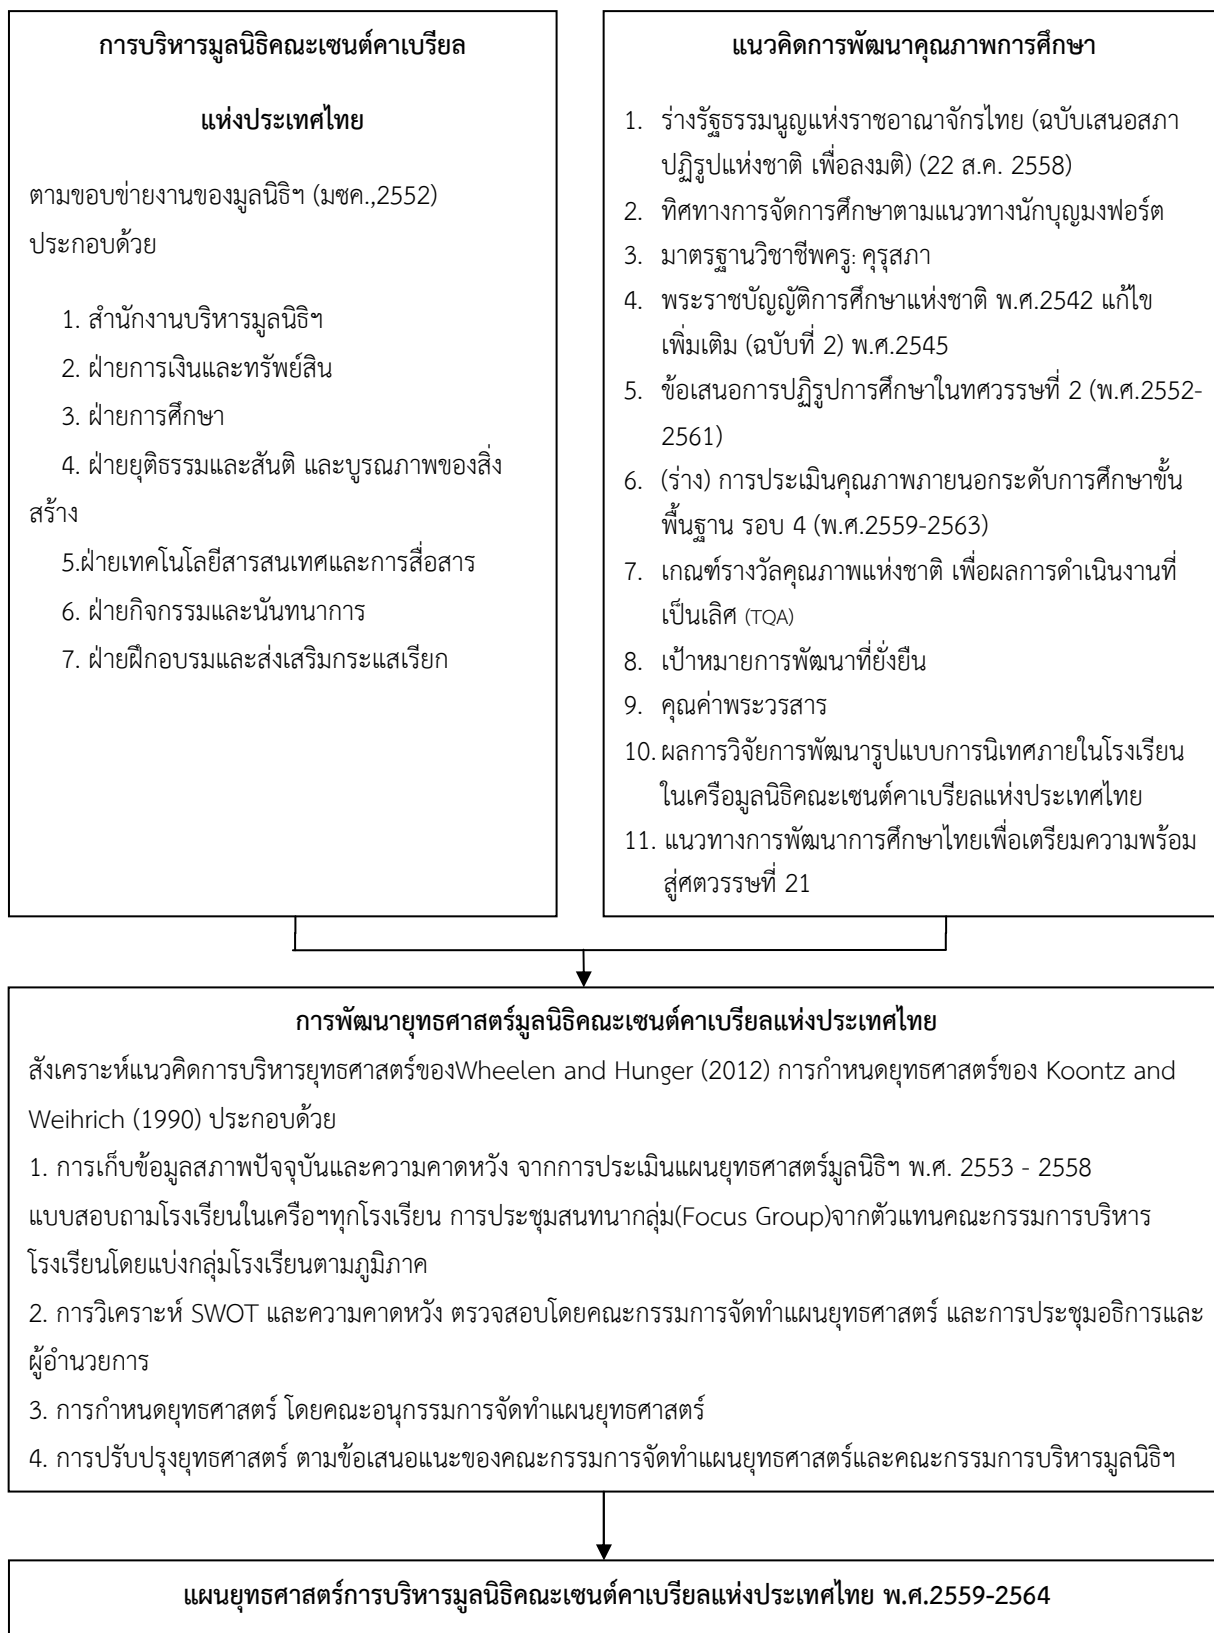 การบริหารมูลนิธิคณะเซนต์คาเบรียล
แห่งประเทศไทย
ตามขอบข่ายงานของมูลนิธิฯ (มซค.,2552)
ประกอบด้วย
1. สำนักงานบริหารมูลนิธิฯ
2. ฝ่ายการเงินและทรัพย์สิน
3. ฝ่ายการศึกษา
4. ฝ่ายยุติธรรมและสันติ และบูรณภาพของสิ่ง
สร้าง
5.ฝ่ายเทคโนโลยีสารสนเทศและการสื่อสาร
6. ฝ่ายกิจกรรมและนันทนาการ
7. ฝ่ายฝึกอบรมและส่งเสริมกระแสเรียก
แนวคิดการพัฒนาคุณภาพการศึกษา
1. ร่างรัฐธรรมนูญแห่งราชอาณาจักรไทย (ฉบับเสนอสภา
ปฏิรูปแห่งชาติ เพื่อลงมติ) (22 ส.ค. 2558)
2. ทิศทางการจัดการศึกษาตามแนวทางนักบุญมงฟอร์ต
3. มาตรฐานวิชาชีพครู: คุรุสภา
4. พระราชบัญญัติการศึกษาแห่งชาติ พ.ศ.2542 แก้ไข
เพิ่มเติม (ฉบับที่ 2) พ.ศ.2545
5. ข้อเสนอการปฏิรูปการศึกษาในทศวรรษที่ 2 (พ.ศ.2552-
2561)
6. (ร่าง) การประเมินคุณภาพภายนอกระดับการศึกษาขั้น
พื้นฐาน รอบ 4 (พ.ศ.2559-2563)
7. เกณฑ์รางวัลคุณภาพแห่งชาติ เพื่อผลการดำเนินงานที่
เป็นเลิศ (TQA)
8. เป้าหมายการพัฒนาที่ยั่งยืน
9. คุณค่าพระวรสาร
10. ผลการวิจัยการพัฒนารูปแบบการนิเทศภายในโรงเรียน
ในเครือมูลนิธิคณะเซนต์คาเบรียลแห่งประเทศไทย
11. แนวทางการพัฒนาการศึกษาไทยเพื่อเตรียมความพร้อม
สู่ศตวรรษที่ 21
การพัฒนายุทธศาสตร์มูลนิธิคณะเซนต์คาเบรียลแห่งประเทศไทย
สังเคราะห์แนวคิดการบริหารยุทธศาสตร์ของWheelen and Hunger (2012) การกำหนดยุทธศาสตร์ของ Koontz and
Weihrich (1990) ประกอบด้วย
1. การเก็บข้อมูลสภาพปัจจุบันและความคาดหวัง จากการประเมินแผนยุทธศาสตร์มูลนิธิฯ พ.ศ. 2553 - 2558
แบบสอบถามโรงเรียนในเครือฯทุกโรงเรียน การประชุมสนทนากลุ่ม(Focus Group)จากตัวแทนคณะกรรมการบริหาร
โรงเรียนโดยแบ่งกลุ่มโรงเรียนตามภูมิภาค
2. การวิเคราะห์ SWOT และความคาดหวัง ตรวจสอบโดยคณะกรรมการจัดทำแผนยุทธศาสตร์ และการประชุมอธิการและ
ผู้อำนวยการ
3. การกำหนดยุทธศาสตร์ โดยคณะอนุกรรมการจัดทำแผนยุทธศาสตร์
4. การปรับปรุงยุทธศาสตร์ ตามข้อเสนอแนะของคณะกรรมการจัดทำแผนยุทธศาสตร์และคณะกรรมการบริหารมูลนิธิฯ
แผนยุทธศาสตร์การบริหารมูลนิธิคณะเซนต์คาเบรียลแห่งประเทศไทย พ.ศ.2559-2564